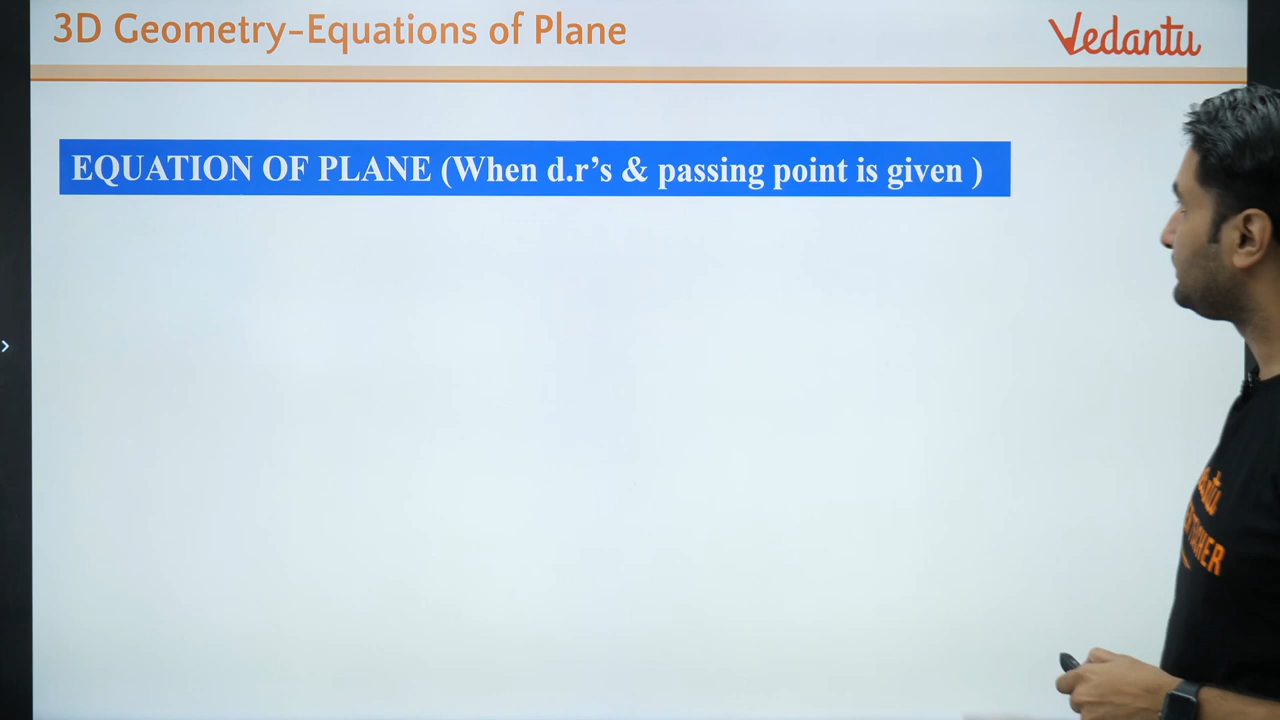 3D Geometry-Equations of Plane
Vedantu
EQUATION OF PLANE (When d.r’s & passing point is given )